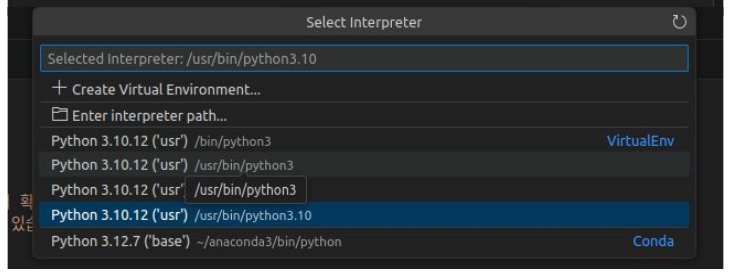 Select Interpreter
Selected Interpreter: /usr/bin/python3.10
+ Create Virtual Environment...
Enter interpreter path...
Python 3.10.12 ('usr') /bin/python3 VirtualEnv
Python 3.10.12 ('usr') /usr/bin/python3
Python 3.10.12 ('usr' /usr/bin/python3
Python 3.10.12 ('usr') /usr/bin/python3.10
Python 3.12.7 ('base') ~/anaconda3/bin/python Conda